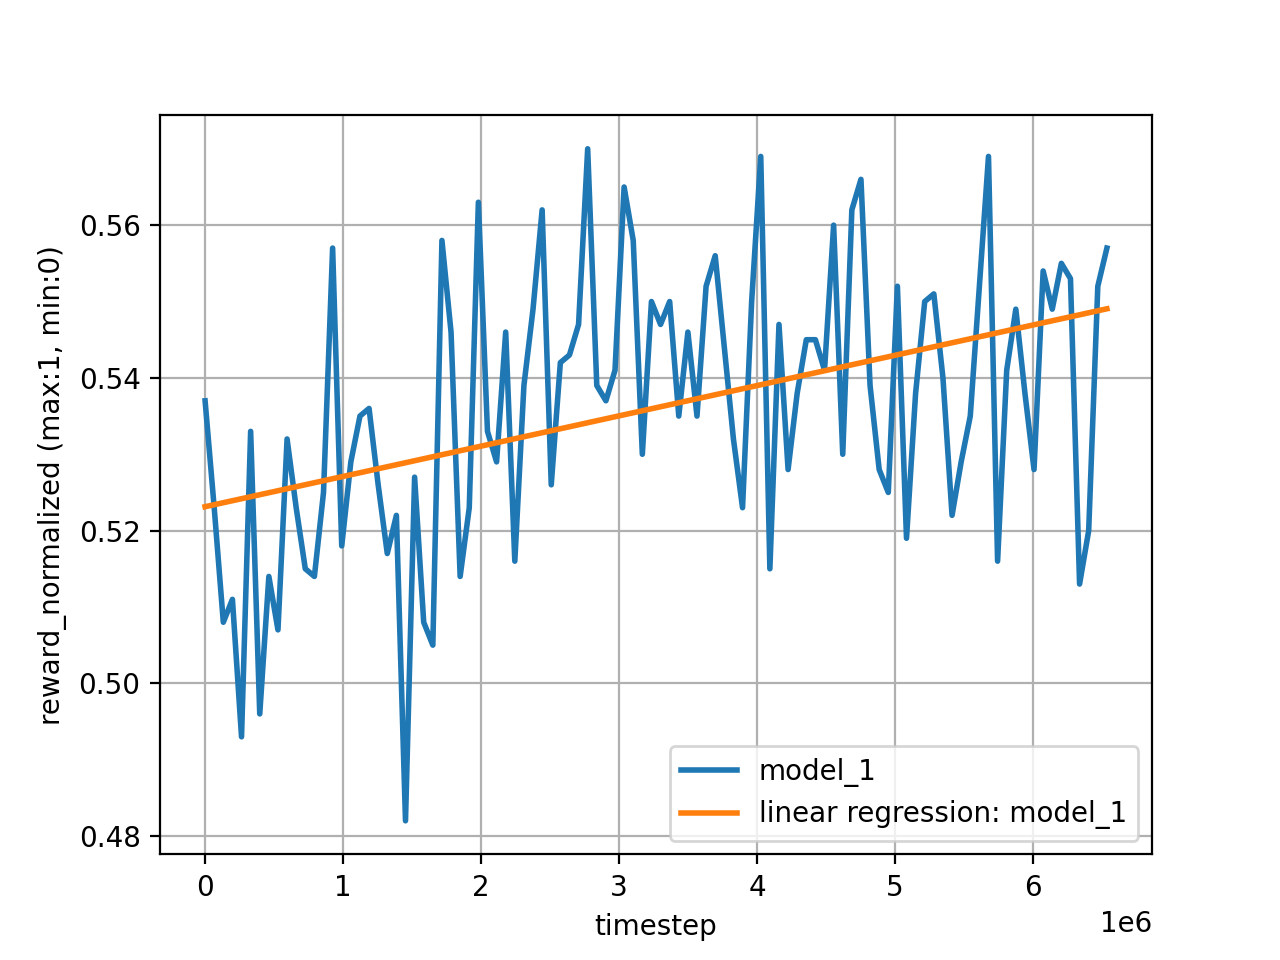 reward_normalized (max:1, min:0)
0.56
0.54
0.52
0.50
0.48
model_1
linear regression: model_1
0 1 2 3 4 5 6
1e6
timestep